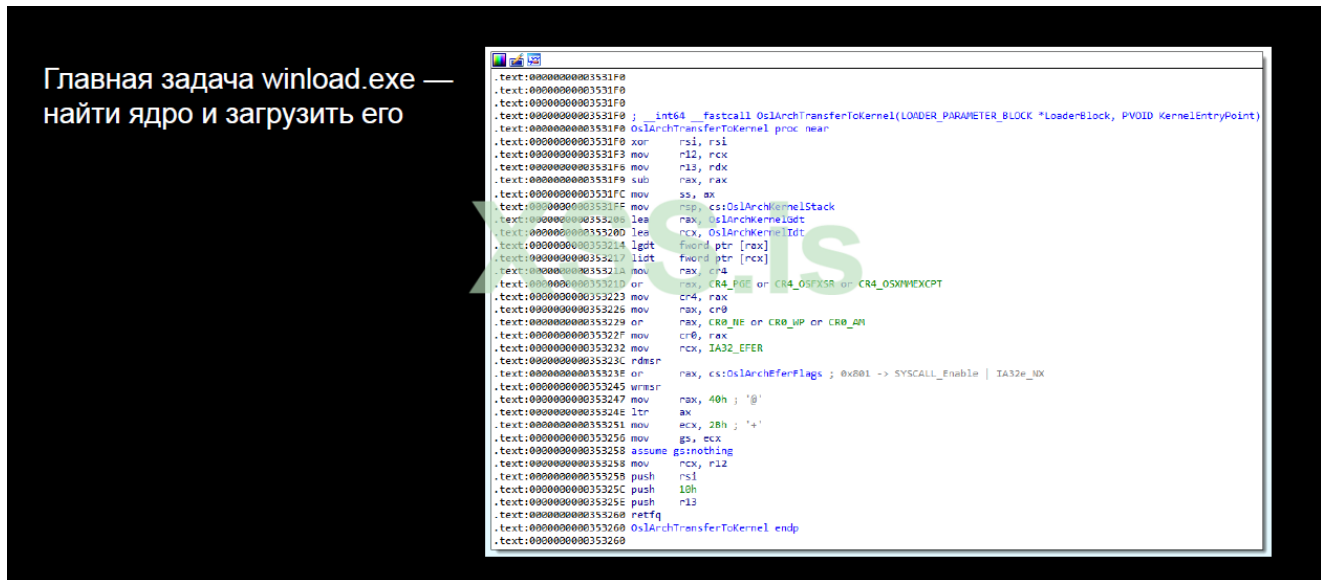 Главная задача winload.exe —
найти ядро и загрузить его
.text:00000000003531F0
.text:00000000003531F0
.text:00000000003531F0
.text:00000000003531F0 ; __int64 __fastcall OslArchTransferToKernel(LOADER_PARAMETER_BLOCK *LoaderBlock, PVOID KernelEntryPoint)
.text:00000000003531F0 OslArchTransferToKernel proc near
.text:00000000003531F0 xor rsi, rsi
.text:00000000003531F3 mov r12, rcx
.text:00000000003531F6 mov r13, rdx
.text:00000000003531F9 sub rax, rax
.text:00000000003531FC mov ss, ax
.text:00000000003531FF mov rsp, cs:OslArchKernelStack
.text:0000000000353206 lea rax, OslArchKernelGdt
.text:000000000035320D lea rcx, OslArchKernelIdt
.text:0000000000353214 lgdt fword ptr [rax]
.text:0000000000353217 lidt fword ptr [rcx]
.text:000000000035321A mov rax, cr4
.text:000000000035321D or rax, CR4_PGE or CR4_OSFXSR or CR4_OSXMMEXCPT
.text:0000000000353223 mov cr4, rax
.text:0000000000353226 mov rax, cr0
.text:0000000000353229 or rax, CR0_NE or CR0_WP or CR0_AM
.text:000000000035322F mov cr0, rax
.text:0000000000353232 mov rcx, IA32_EFER
.text:000000000035323C rdmsr
.text:000000000035323E or rax, cs:OslArchEferFlags ; 0x801 -> SYSCALL_Enable | IA32e_NX
.text:0000000000353245 wrmsr
.text:0000000000353247 mov rax, 40h ; '@'
.text:000000000035324E ltr ax
.text:0000000000353251 mov ecx, 2Bh ; '+'
.text:0000000000353256 mov gs, ecx
.text:0000000000353258 assume gs:nothing
.text:0000000000353258 mov rcx, r12
.text:000000000035325B push rsi
.text:000000000035325C push 10h
.text:000000000035325E push r13
.text:0000000000353260 retfq
.text:0000000000353260 OslArchTransferToKernel endp
.text:0000000000353260
XSS.is